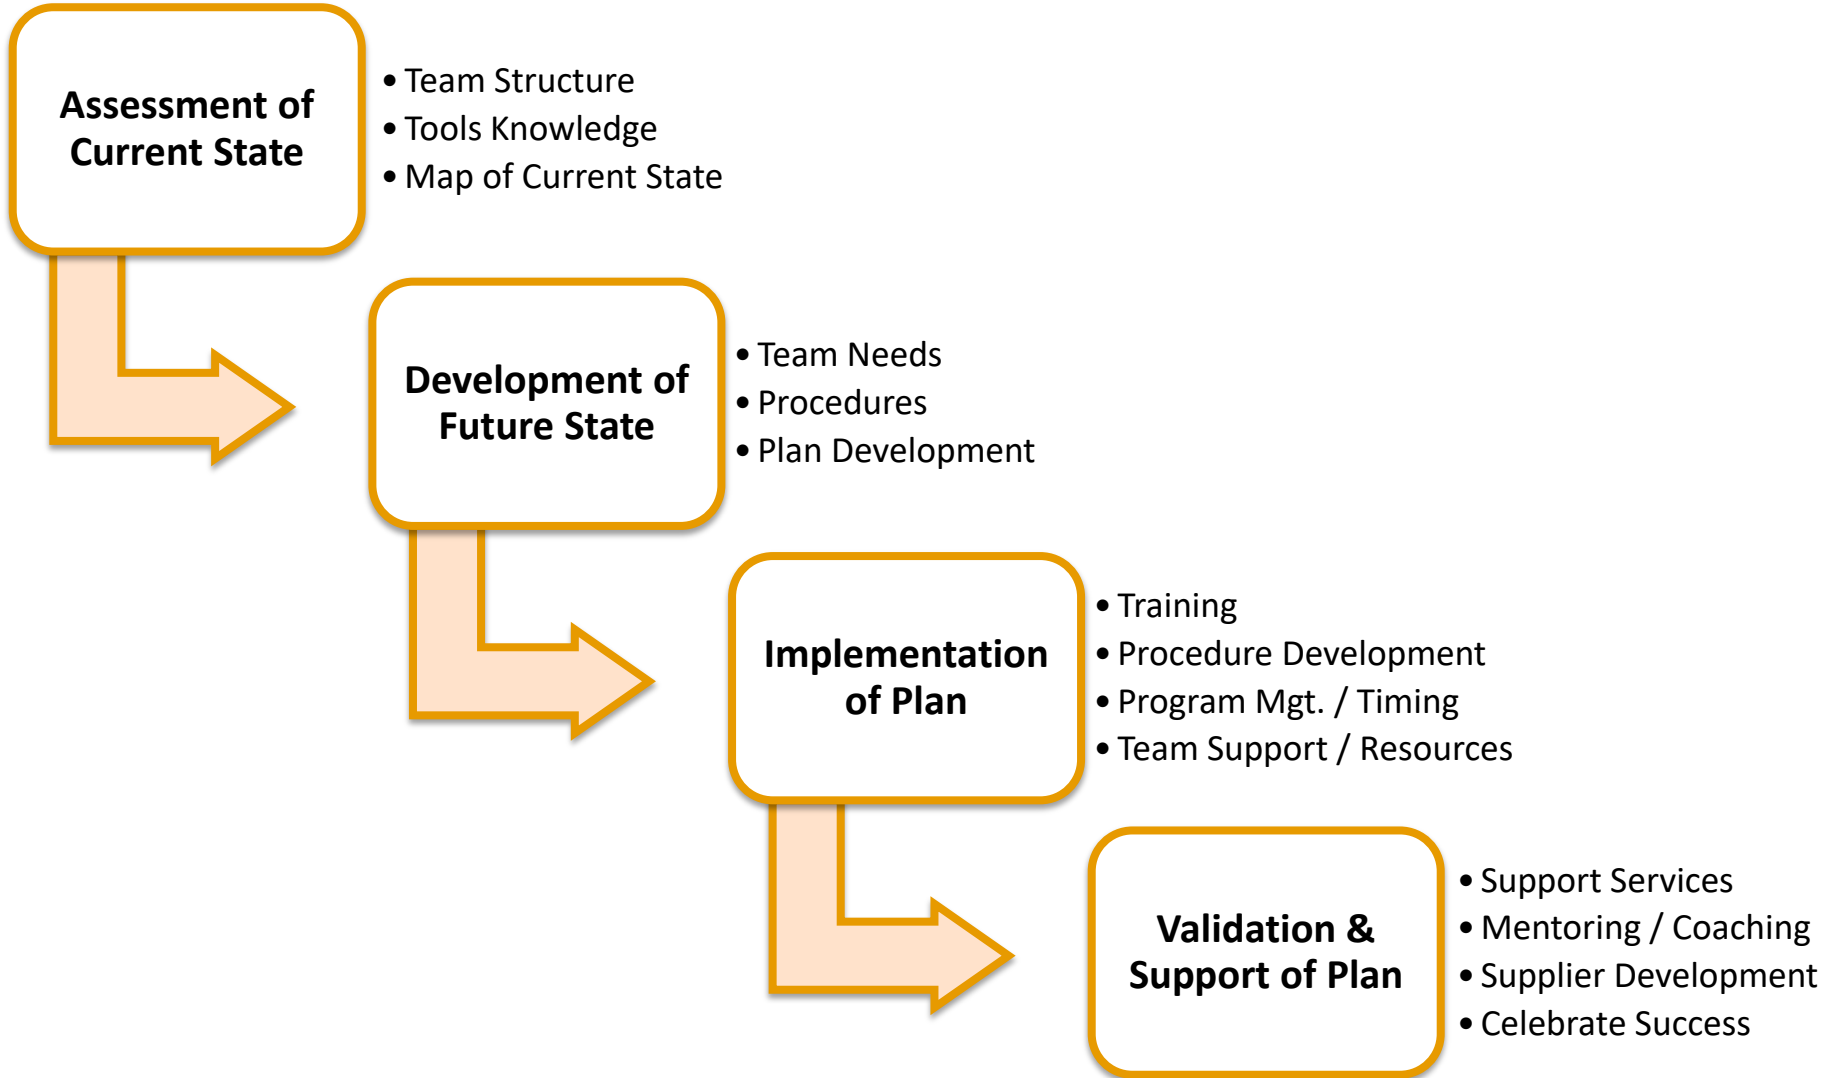 Assessment of
Current State
• Team Structure
• Tools Knowledge
• Map of Current State
Development of
Future State
• Team Needs
• Procedures
• Plan Development
Implementation
of Plan
• Training
• Procedure Development
• Program Mgt. / Timing
• Team Support / Resources
Validation &
Support of Plan
• Support Services
• Mentoring / Coaching
• Supplier Development
• Celebrate Success